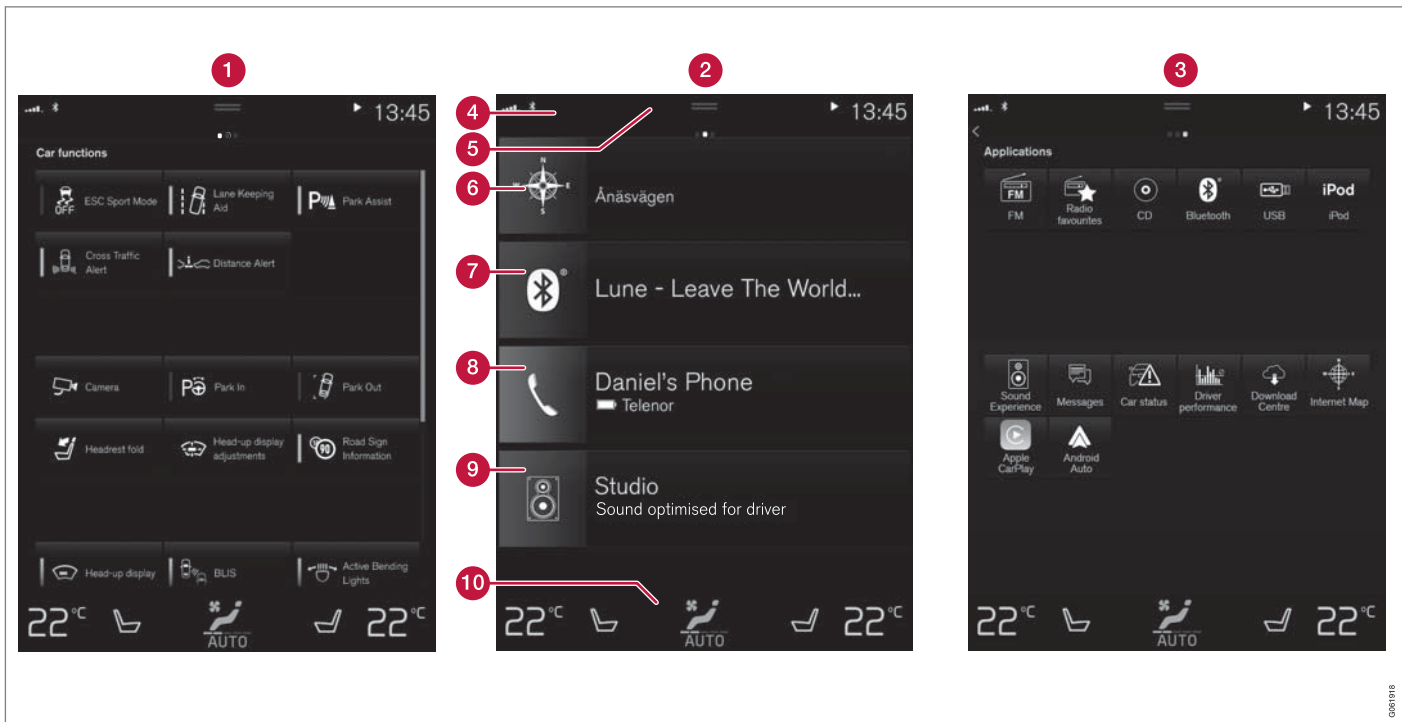 1
13:45
Car functions
OFF
ESC Sport Mode
Lane Keeping
Aid
P
Park Assist
Cross Traffic
Alert
Distance Alert
Camera
P
Park In
Park Out
Headrest fold
Head-up display
adjustments
90
Road Sign
Information
Head-up display
BLIS
Active Bending
Lights
22°C
AUTO
22°C
2
4
13:45
5
6
N
W
E
S
Ånäsvägen
7
Lune - Leave The World...
8
Daniel's Phone
Telenor
9
Studio
Sound optimised for driver
10
22°C
AUTO
22°C
3
13:45
<
Applications
FM
FM
Radio
favourites
CD
Bluetooth
USB
iPod
iPod
Sound
Experience
Messages
Car status
Driver
performance
Download
Centre
Internet Map
Apple
CarPlay
Android
Auto
22°C
AUTO
22°C
G061918